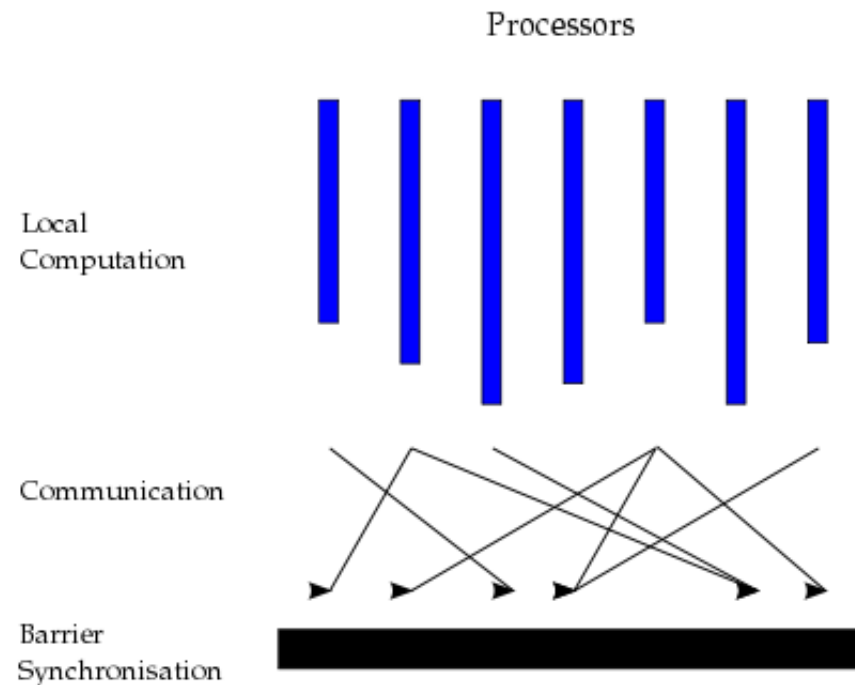 Processors
Local
Computation
Communication
Barrier
Synchronisation